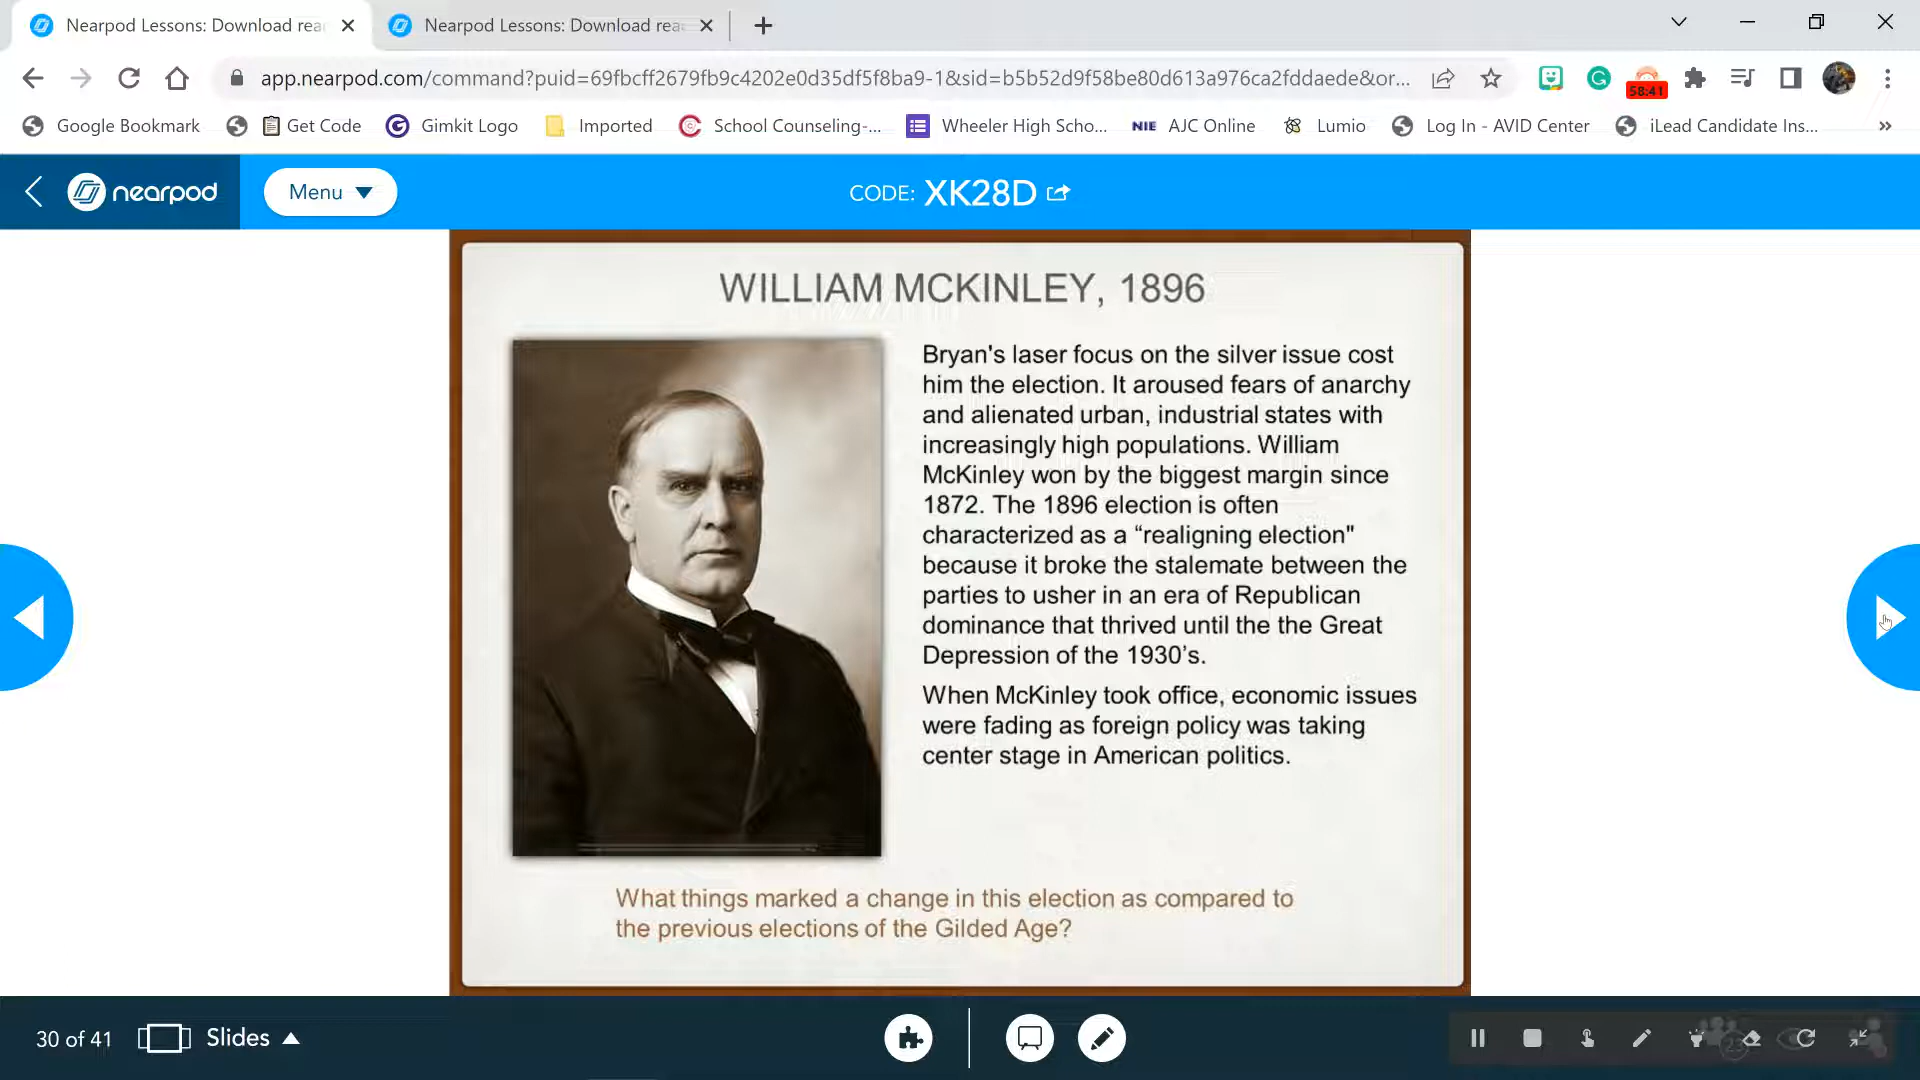 Nearpod Lessons: Download rea
Nearpod Lessons: Download rea
app.nearpod.com/command?puid=69fbcff2679fb9c4202e0d35df5f8ba9-1&sid=b5b52d9f58be80d613a976ca2fddaede&or...
58:41
Google Bookmark
Get Code
Gimkit Logo
Imported
School Counseling-...
Wheeler High Scho...
NIE AJC Online
Lumio
Log In - AVID Center
iLead Candidate Ins...
nearpod
Menu
CODE: XK28D
WILLIAM MCKINLEY, 1896
Bryan's laser focus on the silver issue cost
him the election. It aroused fears of anarchy
and alienated urban, industrial states with
increasingly high populations. William
McKinley won by the biggest margin since
1872. The 1896 election is often
characterized as a “realigning election"
because it broke the stalemate between the
parties to usher in an era of Republican
dominance that thrived until the the Great
Depression of the 1930’s.
When McKinley took office, economic issues
were fading as foreign policy was taking
center stage in American politics.
What things marked a change in this election as compared to
the previous elections of the Gilded Age?
30 of 41
Slides